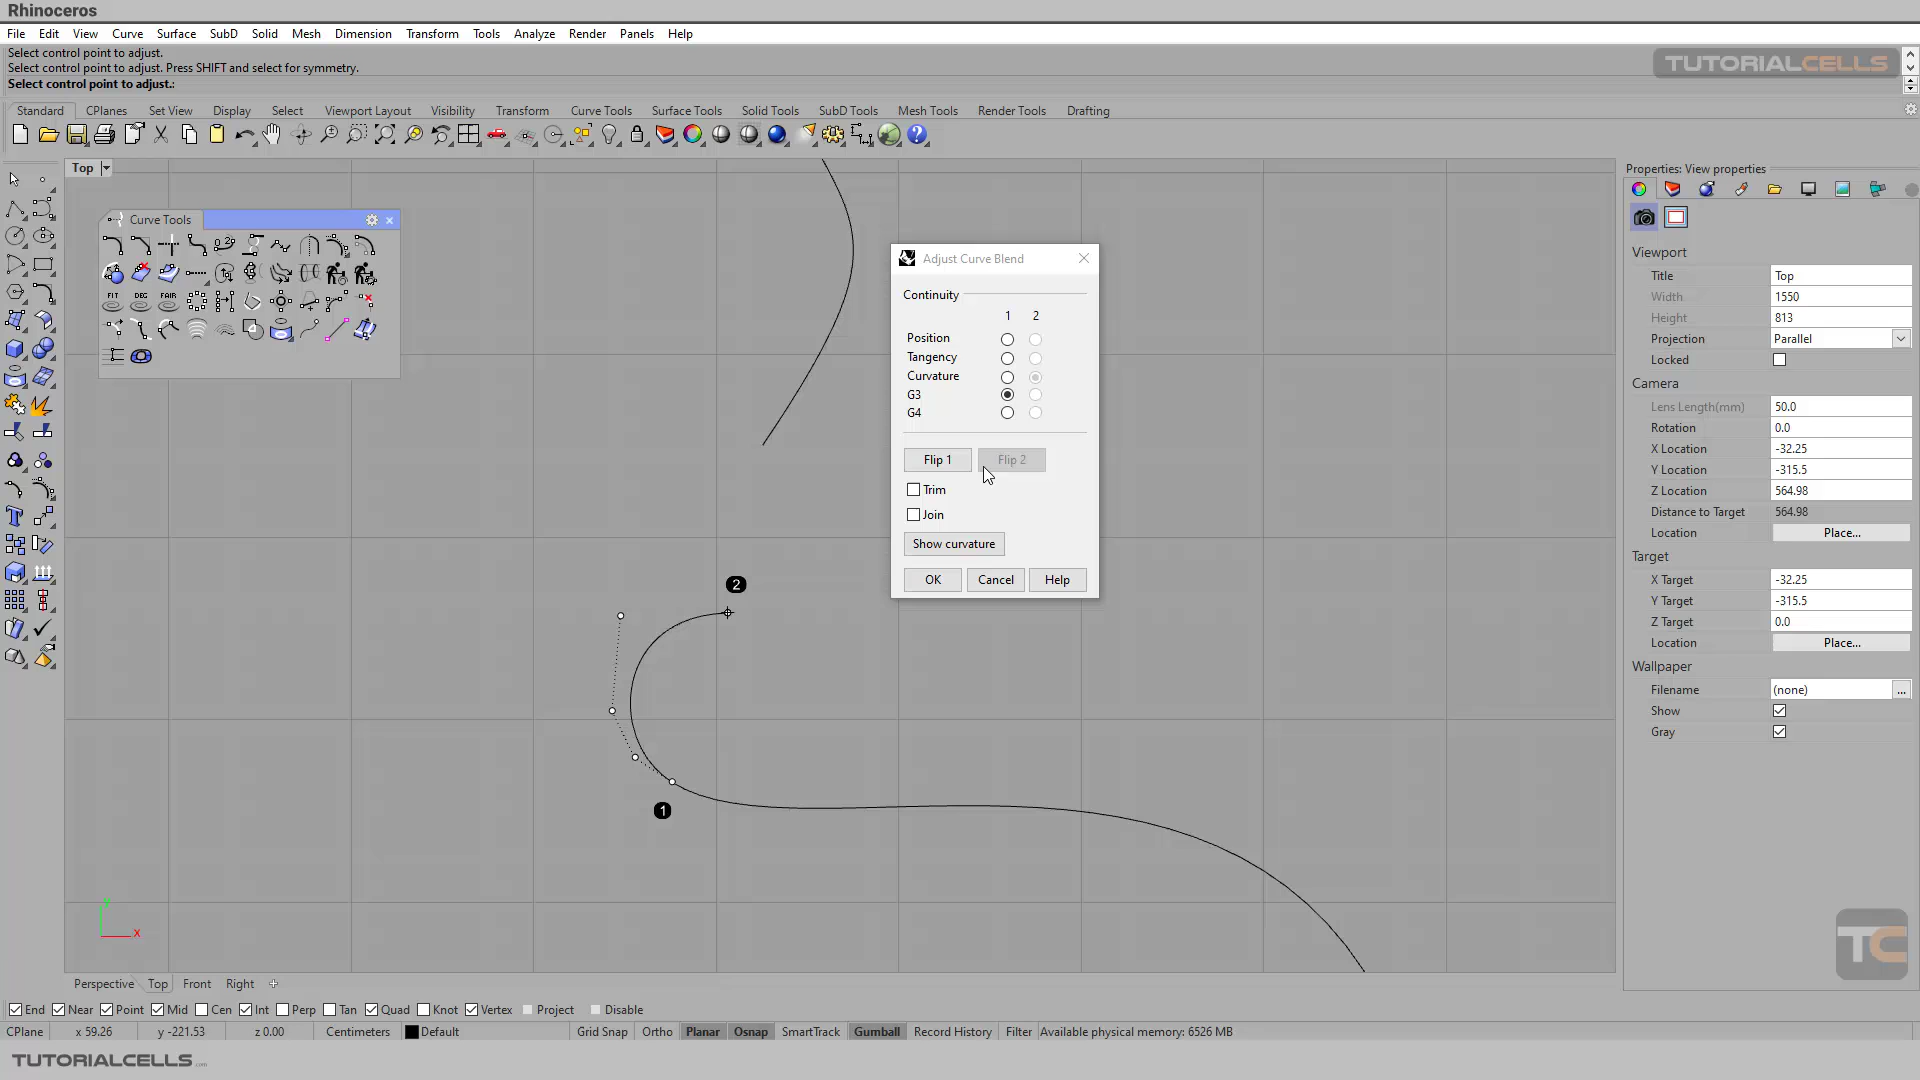 Rhinoceros
File Edit View Curve Surface SubD Solid Mesh Dimension Transform Tools Analyze Render Panels Help
Select control point to adjust.
Select control point to adjust. Press SHIFT and select for symmetry.
Select control point to adjust.:
TUTORIALCELLS
Standard CPlanes Set View Display Select Viewport Layout Visibility Transform Curve Tools Surface Tools Solid Tools SubD Tools Mesh Tools Render Tools Drafting
Top
Curve Tools
FIT DEG FAIR
Adjust Curve Blend
Continuity
1 2
Position
Tangency
Curvature
G3
G4
Flip 1 Flip 2
Trim
Join
Show curvature
OK Cancel Help
2
1
y
x
Properties: View properties
Viewport
Title Top
Width 1550
Height 813
Projection Parallel
Locked
Camera
Lens Length(mm) 50.0
Rotation 0.0
X Location -32.25
Y Location -315.5
Z Location 564.98
Distance to Target 564.98
Location Place...
Target
X Target -32.25
Y Target -315.5
Z Target 0.0
Location Place...
Wallpaper
Filename (none) ...
Show
Gray
TC
Perspective Top Front Right
End Near Point Mid Cen Int Perp Tan Quad Knot Vertex Project Disable
CPlane x 59.26 y -221.53 z 0.00 Centimeters Default Grid Snap Ortho Planar Osnap SmartTrack Gumball Record History Filter Available physical memory: 6526 MB
TUTORIALCELLS